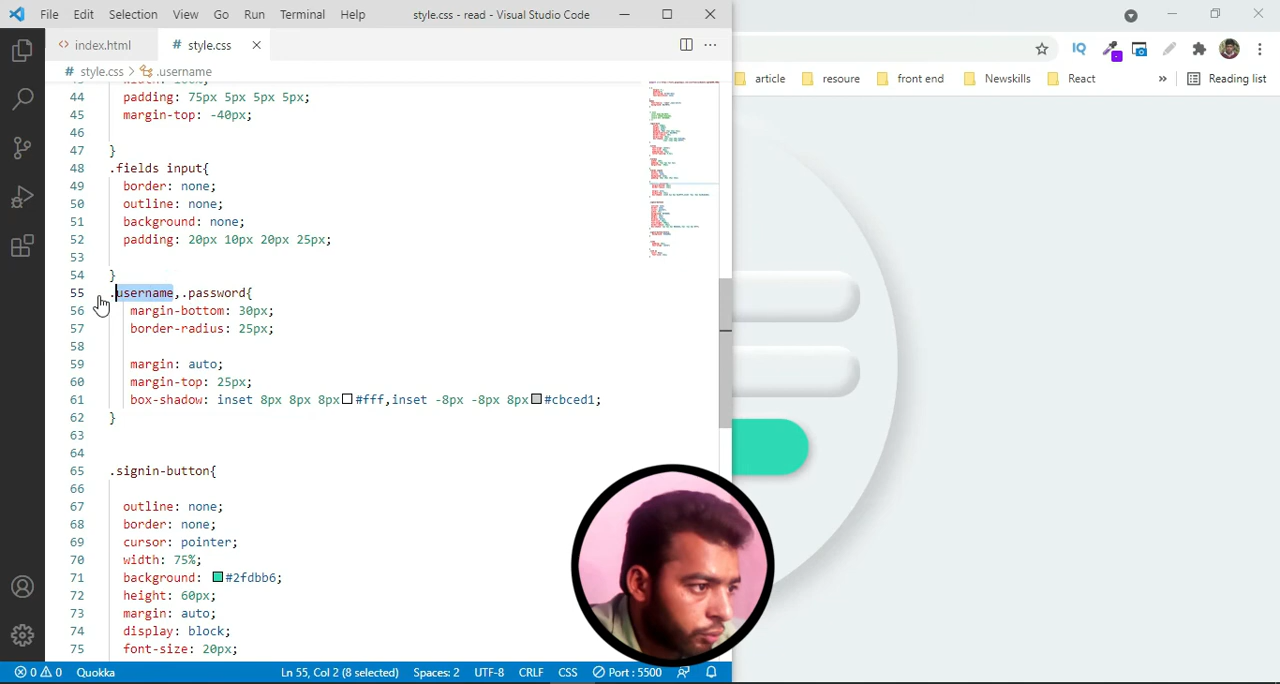 File Edit Selection View Go Run Terminal Help style.css - read - Visual Studio Code
index.html # style.css
# style.css > .username
44 padding: 75px 5px 5px 5px;
45 margin-top: -40px;
46
47 }
48 .fields input{
49 border: none;
50 outline: none;
51 background: none;
52 padding: 20px 10px 20px 25px;
53
54 }
55 .username,.password{
56 margin-bottom: 30px;
57 border-radius: 25px;
58
59 margin: auto;
60 margin-top: 25px;
61 box-shadow: inset 8px 8px 8px #fff,inset -8px -8px 8px #cbced1;
62 }
63
64
65 .signin-button{
66
67 outline: none;
68 border: none;
69 cursor: pointer;
70 width: 75%;
71 background: #2fdbb6;
72 height: 60px;
73 margin: auto;
74 display: block;
75 font-size: 20px;
0 0 Quokka Ln 55, Col 2 (8 selected) Spaces: 2 UTF-8 CRLF CSS Port : 5500
IQ
article resoure front end Newskills React » Reading list